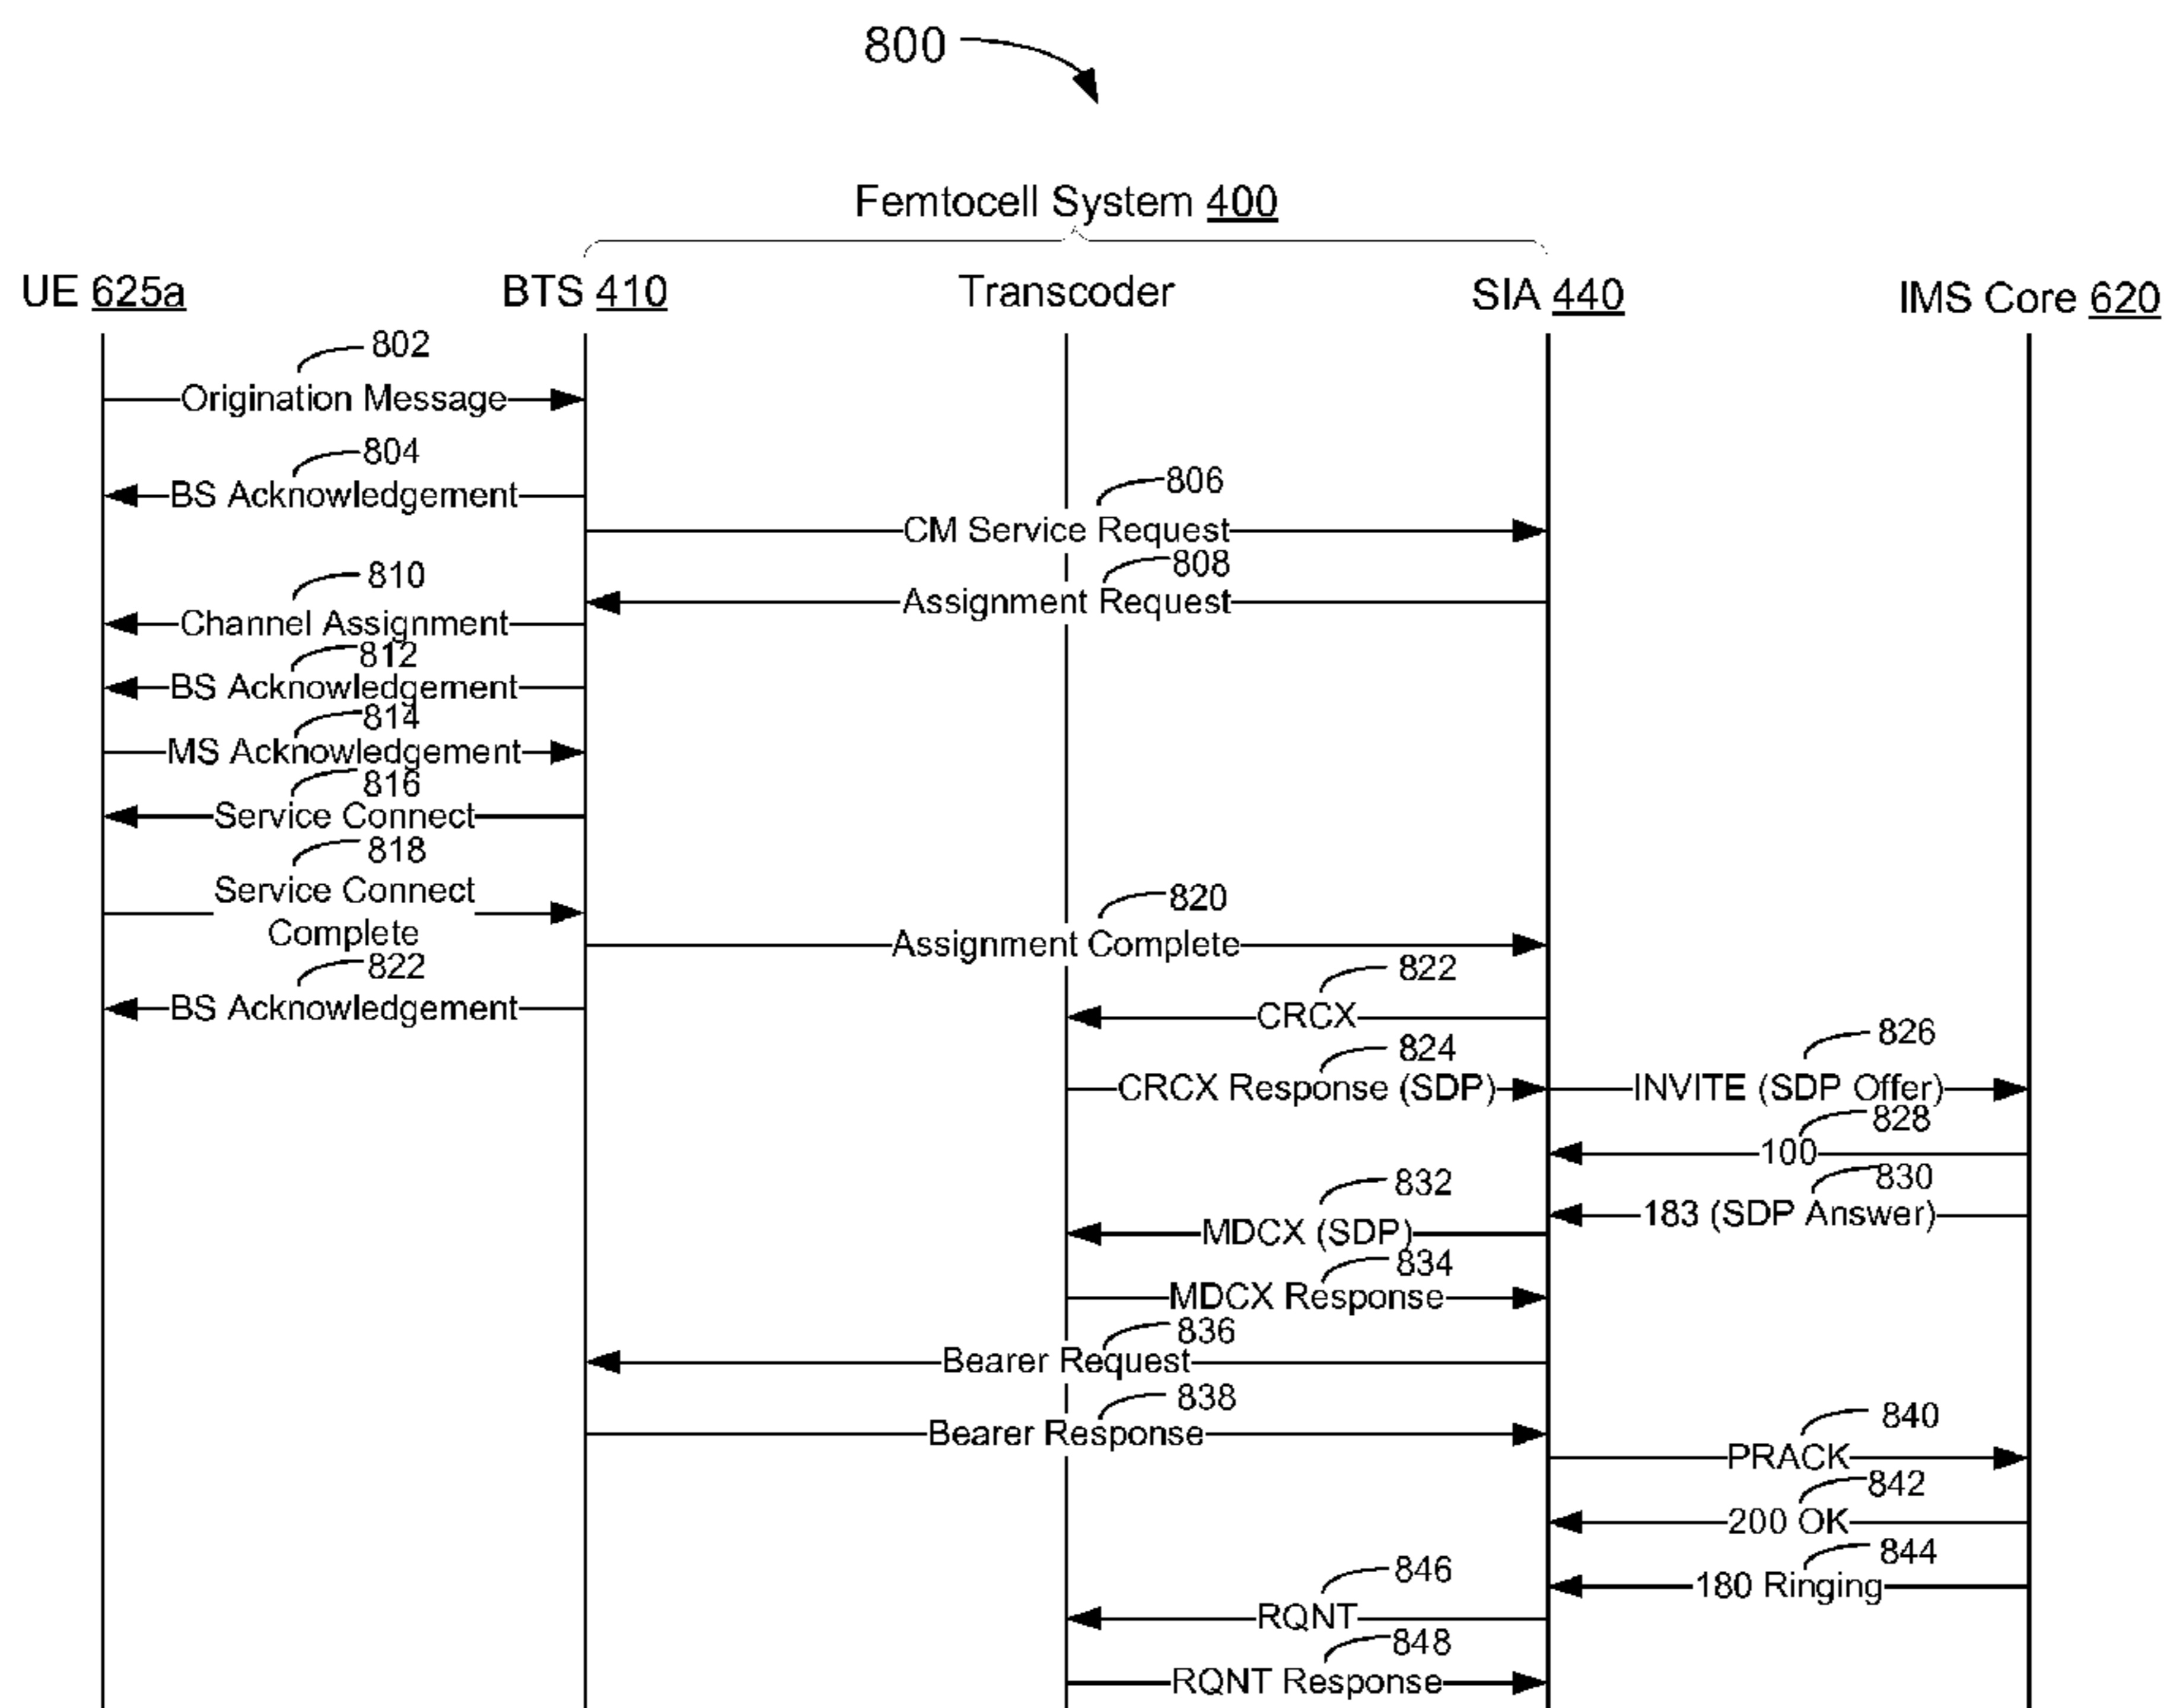 800
Femtocell System 400
UE 625a
BTS 410
Transcoder
SIA 440
IMS Core 620
802
Origination Message
804
BS Acknowledgement
806
CM Service Request
808
Assignment Request
810
Channel Assignment
812
BS Acknowledgement
814
MS Acknowledgement
816
Service Connect
818
Service Connect
Complete
820
Assignment Complete
822
BS Acknowledgement
822
CRCX
824
CRCX Response (SDP)
826
INVITE (SDP Offer)
828
100
830
183 (SDP Answer)
832
MDCX (SDP)
834
MDCX Response
836
Bearer Request
838
Bearer Response
840
PRACK
842
200 OK
844
180 Ringing
846
RQNT
848
RQNT Response